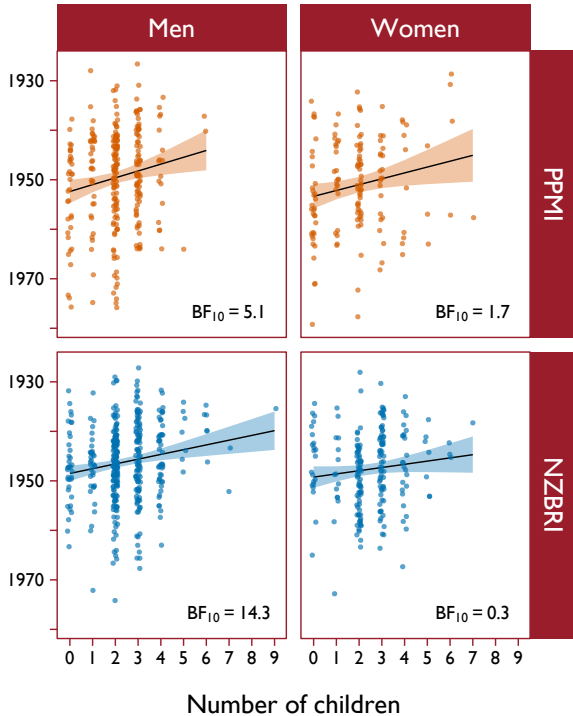 Men Women
1930
1950
1970
PPMI
BF10 = 5.1
BF10 = 1.7
1930
1950
1970
NZBRI
BF10 = 14.3
BF10 = 0.3
0 1 2 3 4 5 6 7 8 9
0 1 2 3 4 5 6 7 8 9
Number of children